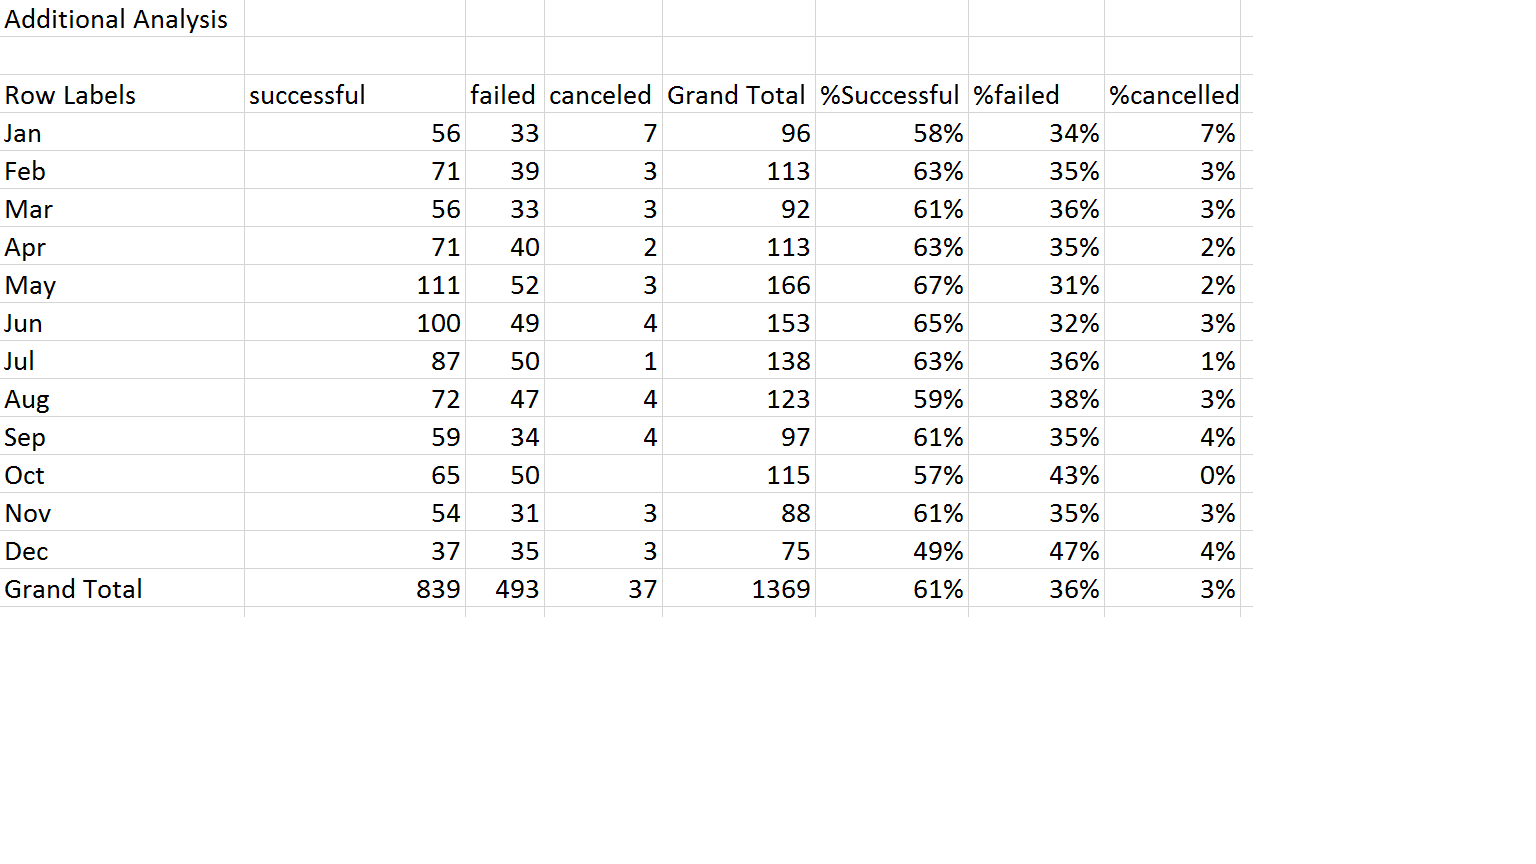 Additional Analysis
Row Labels successful failed canceled Grand Total %Successful %failed %cancelled
Jan 56 33 7 96 58% 34% 7%
Feb 71 39 3 113 63% 35% 3%
Mar 56 33 3 92 61% 36% 3%
Apr 71 40 2 113 63% 35% 2%
May 111 52 3 166 67% 31% 2%
Jun 100 49 4 153 65% 32% 3%
Jul 87 50 1 138 63% 36% 1%
Aug 72 47 4 123 59% 38% 3%
Sep 59 34 4 97 61% 35% 4%
Oct 65 50 115 57% 43% 0%
Nov 54 31 3 88 61% 35% 3%
Dec 37 35 3 75 49% 47% 4%
Grand Total 839 493 37 1369 61% 36% 3%